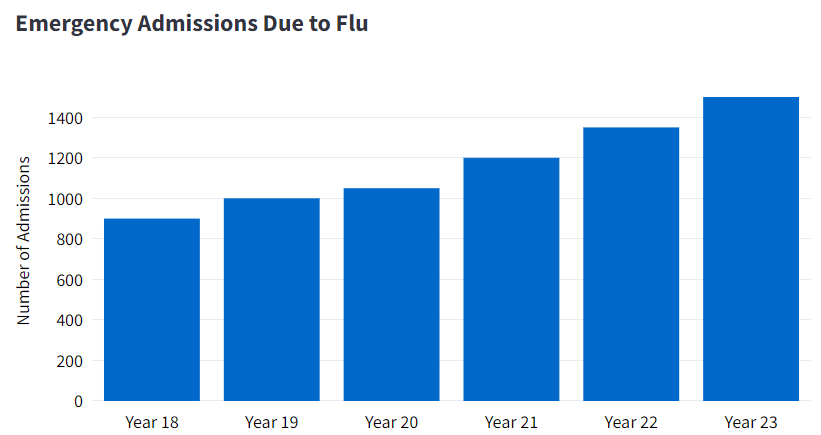 Emergency Admissions Due to Flu
Number of Admissions
1400
1200
1000
800
600
400
200
0
Year 18 Year 19 Year 20 Year 21 Year 22 Year 23